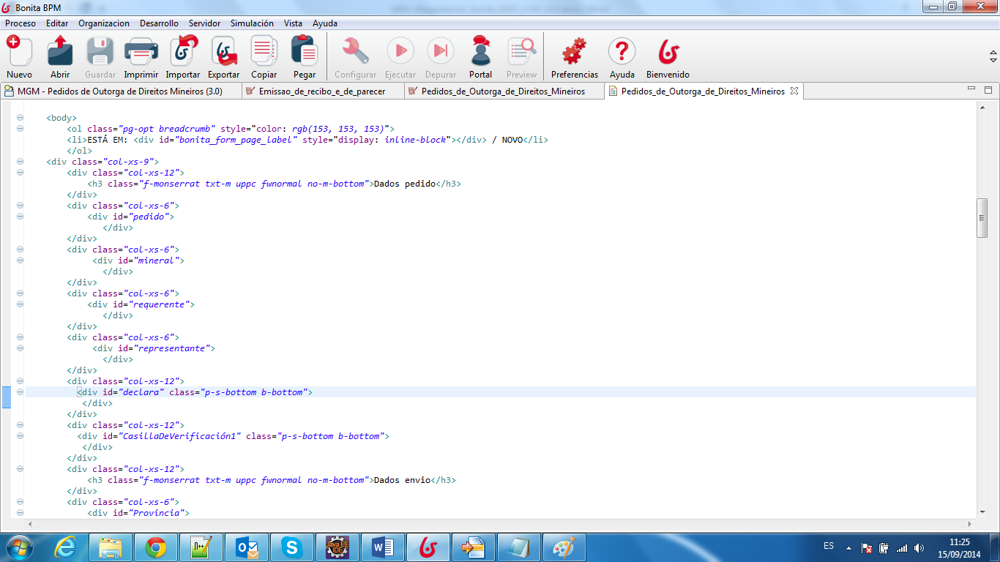 Bonita BPM
Proceso Editar Organizacion Desarrollo Servidor Simulación Vista Ayuda
Nuevo Abrir Guardar Imprimir Importar Exportar Copiar Pegar Configurar Ejecutar Depurar Portal Preview Preferencias Ayuda Bienvenido
MGM - Pedidos de Outorga de Direitos Mineiros (3.0) Emissao_de_recibo_e_de_parecer Pedidos_de_Outorga_de_Direitos_Mineiros Pedidos_de_Outorga_de_Direitos_Mineiros
<body>
<ol class="pg-opt breadcrumb" style="color: rgb(153, 153, 153)">
<li>ESTÁ EM: <div id="bonita_form_page_label" style="display: inline-block"></div> / NOVO</li>
</ol>
<div class="col-xs-9">
<div class="col-xs-12">
<h3 class="f-monserrat txt-m uppc fwnormal no-m-bottom">Dados pedido</h3>
</div>
<div class="col-xs-6">
<div id="pedido">
</div>
</div>
<div class="col-xs-6">
<div id="mineral">
</div>
</div>
<div class="col-xs-6">
<div id="requerente">
</div>
</div>
<div class="col-xs-6">
<div id="representante">
</div>
</div>
<div class="col-xs-12">
<div id="declara" class="p-s-bottom b-bottom">
</div>
</div>
<div class="col-xs-12">
<div id="CasillaDeVerificación1" class="p-s-bottom b-bottom">
</div>
</div>
<div class="col-xs-12">
<h3 class="f-monserrat txt-m uppc fwnormal no-m-bottom">Dados envio</h3>
</div>
<div class="col-xs-6">
<div id="Provincia">
Java EE
IDE
ES
11:25
15/09/2014